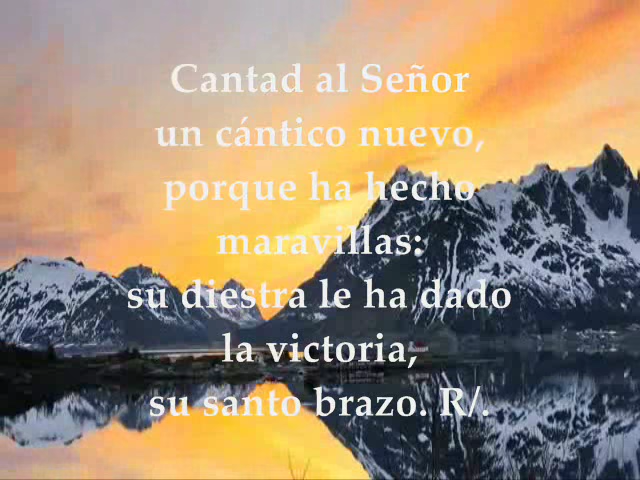 Cantad al Señor
un cántico nuevo,
porque ha hecho
maravillas:
su diestra le ha dado
la victoria,
su santo brazo. R/.